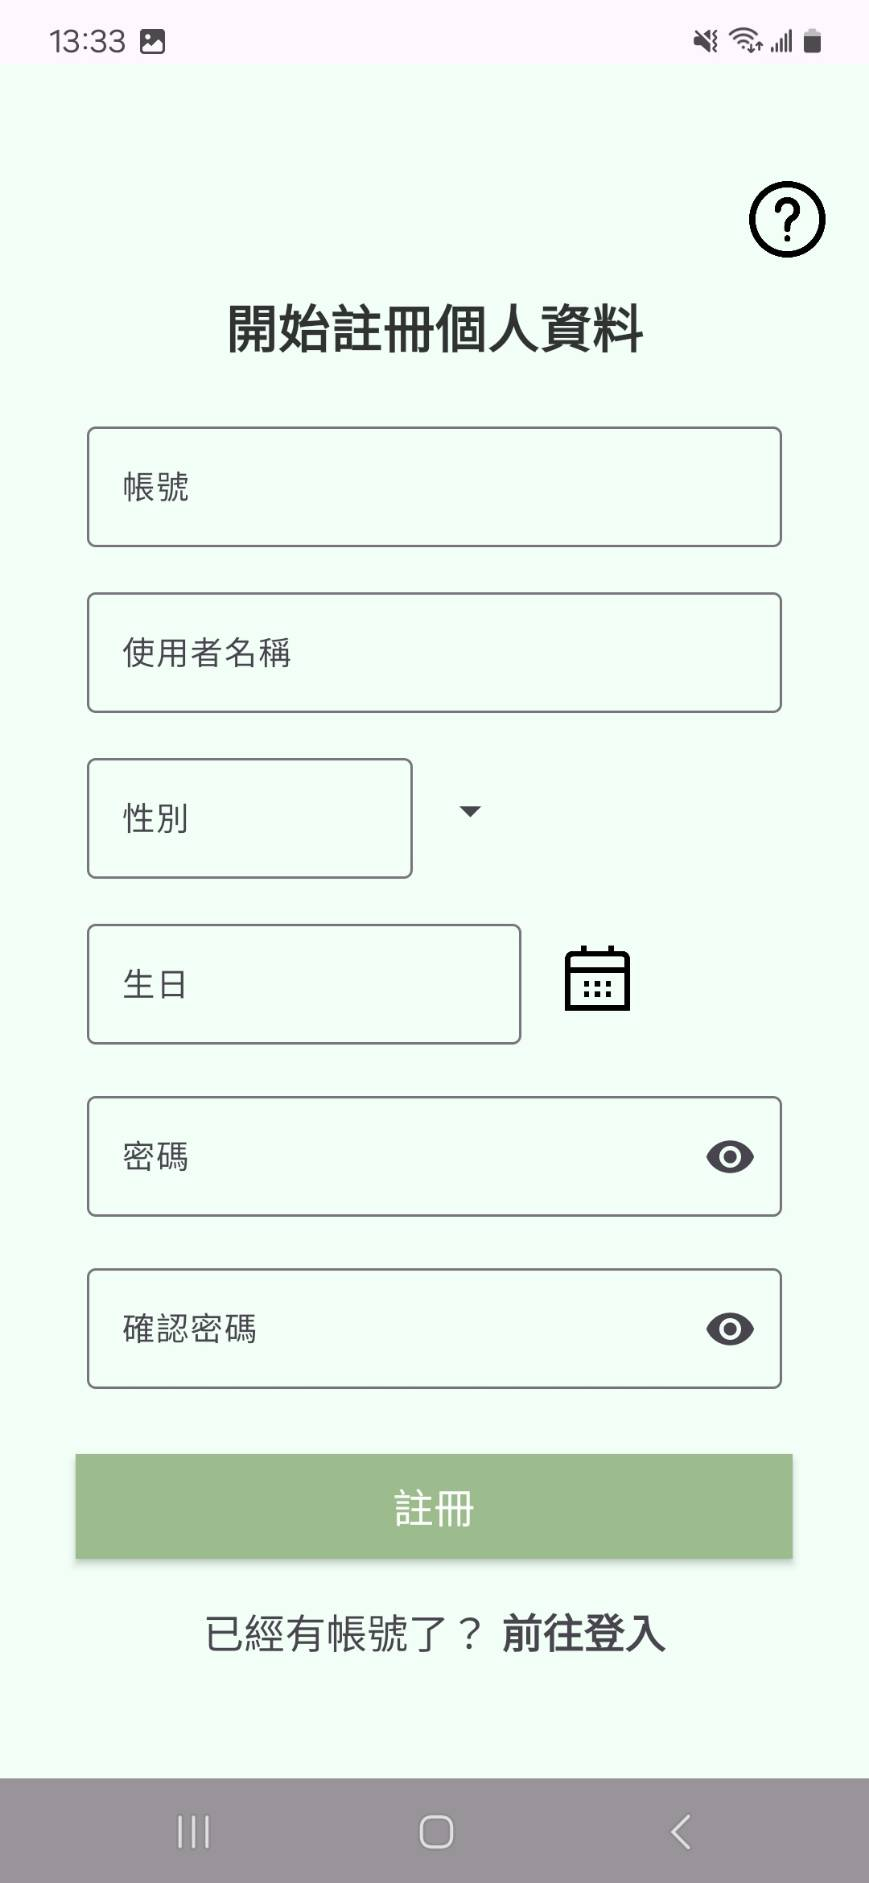 13:33
開始註冊個人資料
帳號
使用者名稱
性別
生日
密碼
確認密碼
註冊
已經有帳號了？ 前往登入